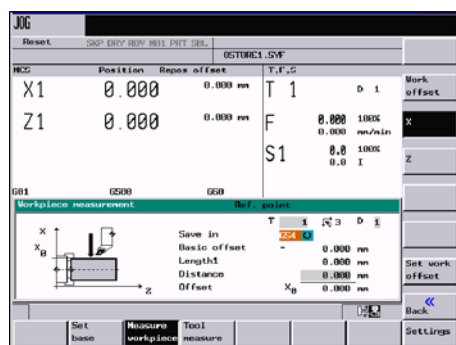 JOG
Reset SKP DRY ROV M01 PRT SBL
OSTORE1.SYF
MCS Position Repos offset T,F,S
X1 0.000 0.000 mm T 1 D 1
Z1 0.000 0.000 mm F 0.000 100% 0.000 mm/min
S1 0.0 100% 0.0 I
G01 G500 G60
Work offset
X
Z
Set work offset
Back
Settings
Workpiece measurement Ref. point
T 1 3 D 1
Save in G54
Basic offset - 0.000 mm
Length1 0.000 mm
Distance 0.000 mm
Offset X0 0.000 mm
X
X0
Z
Set base
Measure workpiece
Tool measure